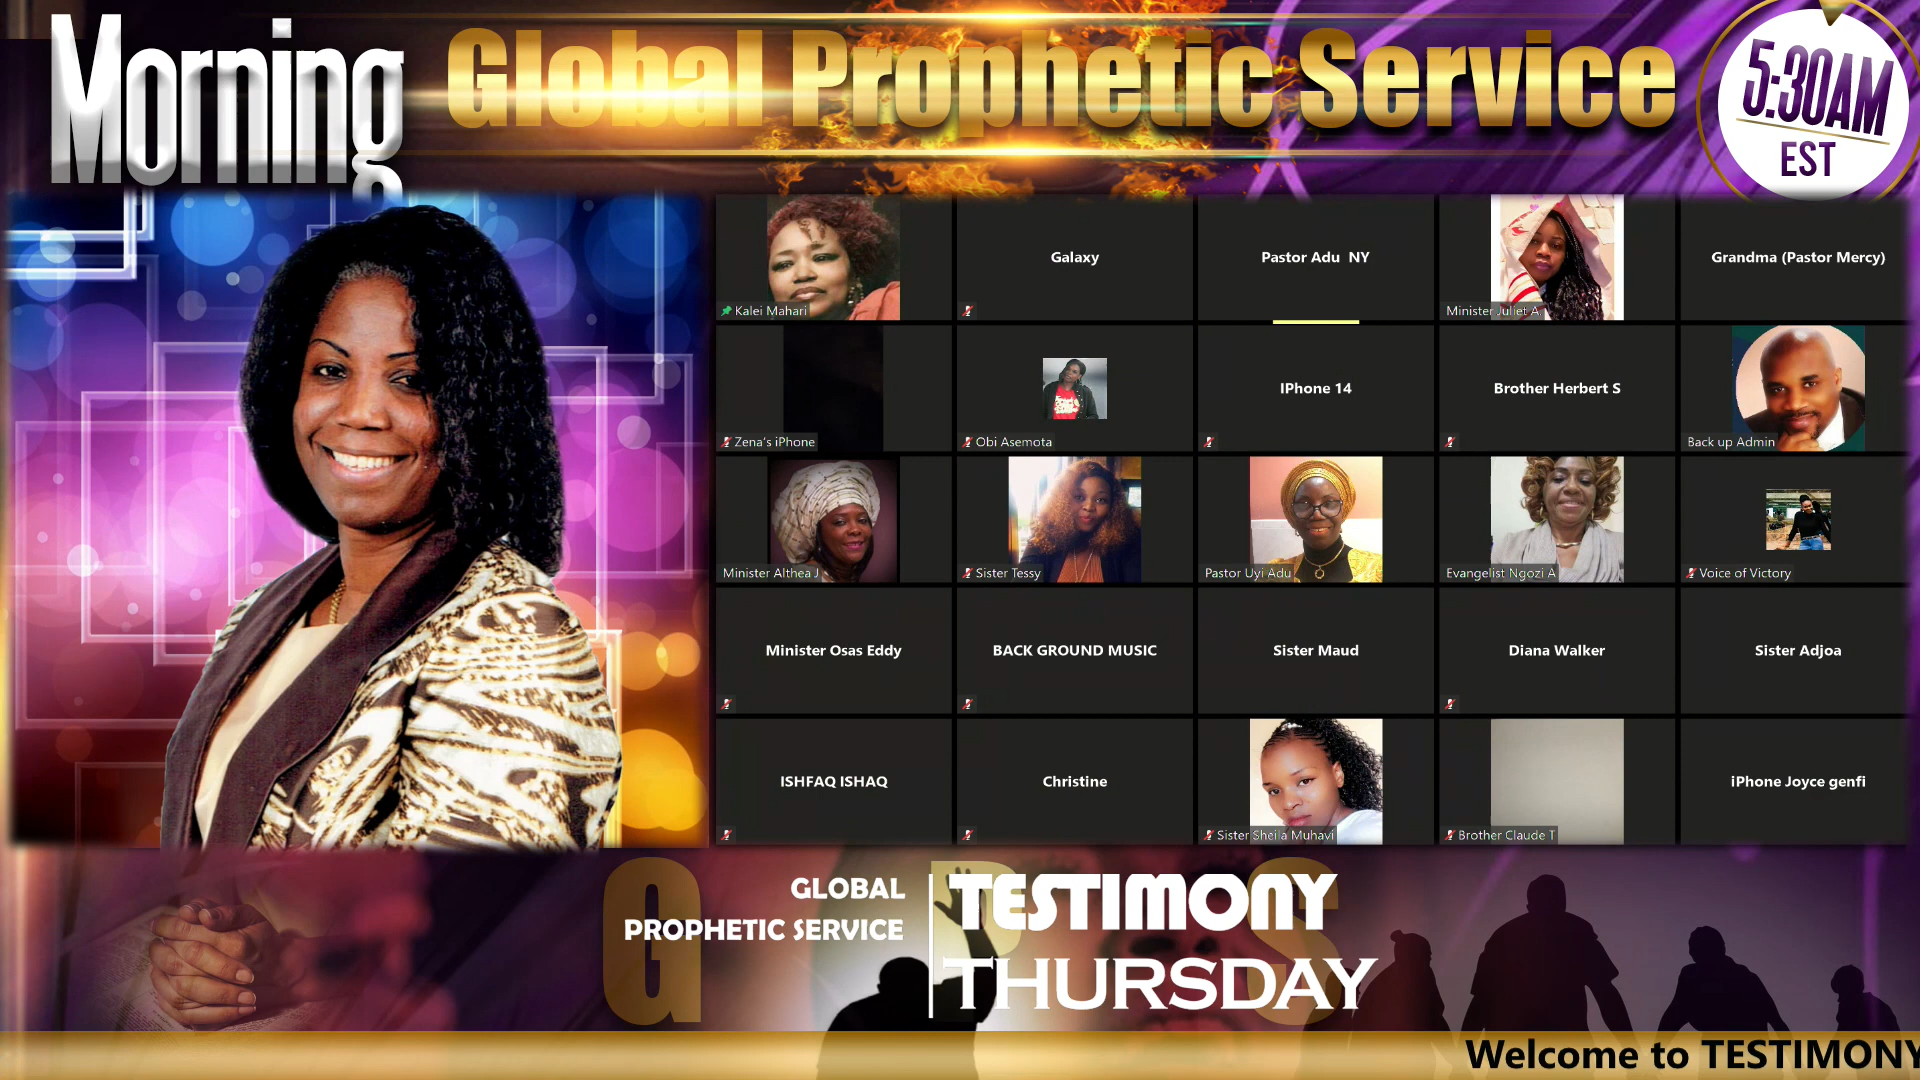 Morning
Global Prophetic Service
5:30AM
EST
Kalei Mahari
Galaxy
Pastor Adu NY
Minister Juliet A.
Grandma (Pastor Mercy)
Zena's iPhone
Obi Asemota
IPhone 14
Brother Herbert S
Back up Admin
Minister Althea J
Sister Tessy
Pastor Uyi Adu
Evangelist Ngozi A
Voice of Victory
Minister Osas Eddy
BACK GROUND MUSIC
Sister Maud
Diana Walker
Sister Adjoa
ISHFAQ ISHAQ
Christine
Sister Sheila Muhavi
Brother Claude T
iPhone Joyce genfi
GPS
GLOBAL
PROPHETIC SERVICE
TESTIMONY
THURSDAY
Welcome to TESTIMONY